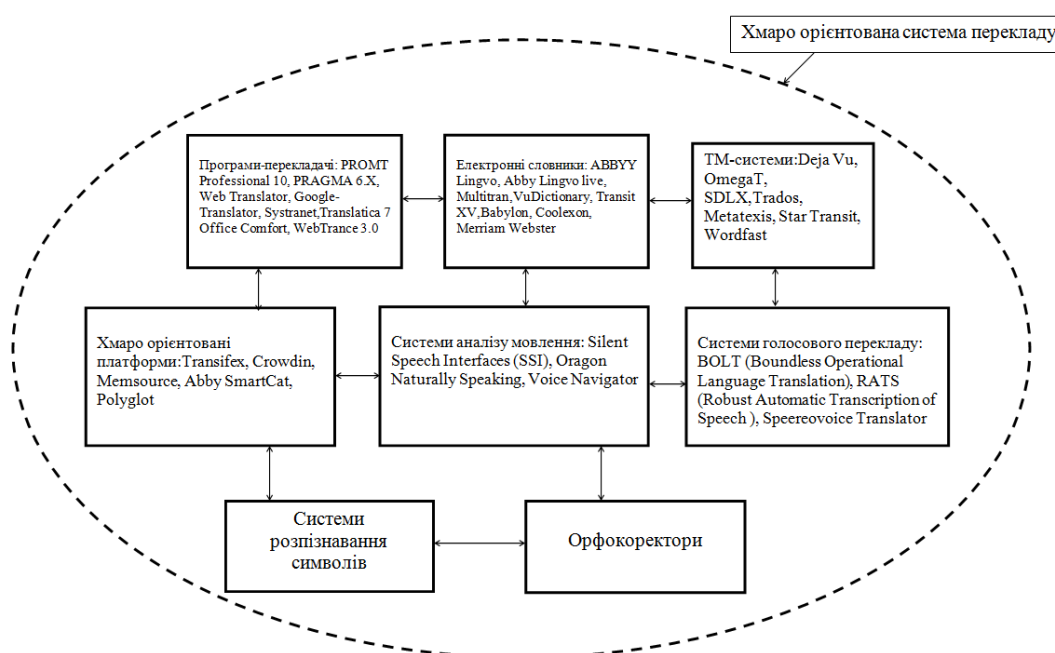 Хмаро орієнтована система перекладу
Програми-перекладачі: PROMT
Professional 10, PRAGMA 6.X,
Web Translator, Google-
Translator, Systranet,Translatica 7
Office Comfort, WebTrance 3.0
Електронні словники: ABBYY
Lingvo, Abby Lingvo live,
Multitran,VuDictionary, Transit
XV,Babylon, Coolexon,
Merriam Webster
ТМ-системи:Deja Vu,
OmegaT,
SDLX,Trados,
Metatexis, Star Transit,
Wordfast
Хмаро орієнтовані
платформи:Transifex, Crowdin,
Memsource, Abby SmartCat,
Polyglot
Системи аналізу мовлення: Silent
Speech Interfaces (SSI), Oragon
Naturally Speaking, Voice Navigator
Системи голосового перекладу:
BOLT (Boundless Operational
Language Translation), RATS
(Robust Automatic Transcription of
Speech ), Speereovoice Translator
Системи
розпізнавання
символів
Орфокоректори